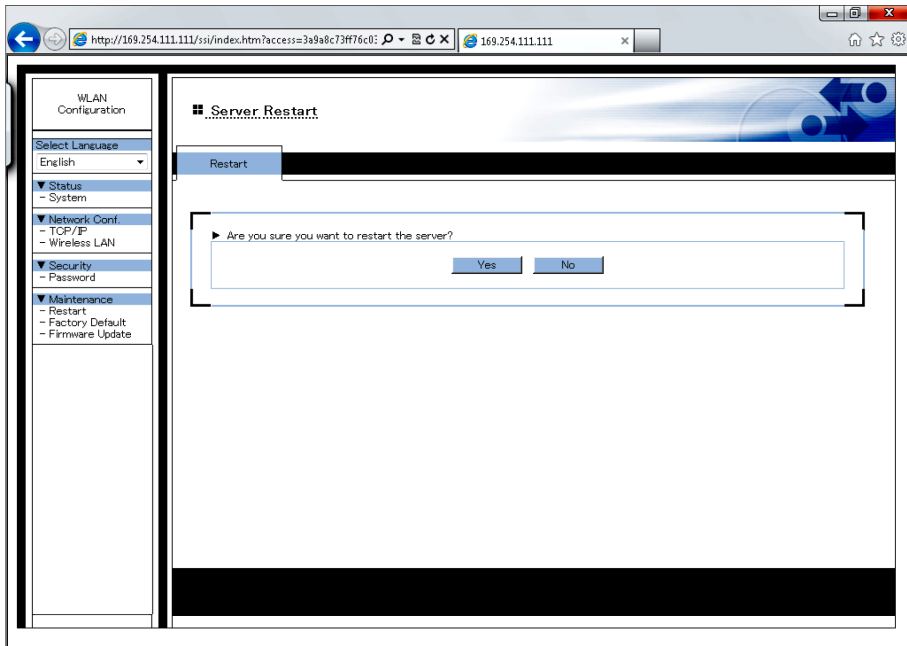 http://169.254.111.111/ssi/index.htm?access=3a9a8c73ff76c0:
169.254.111.111
WLAN
Configuration
Select Language
English
▼ Status
- System
▼ Network Conf.
- TCP/IP
- Wireless LAN
▼ Security
- Password
▼ Maintenance
- Restart
- Factory Default
- Firmware Update
Server Restart
Restart
► Are you sure you want to restart the server?
Yes No